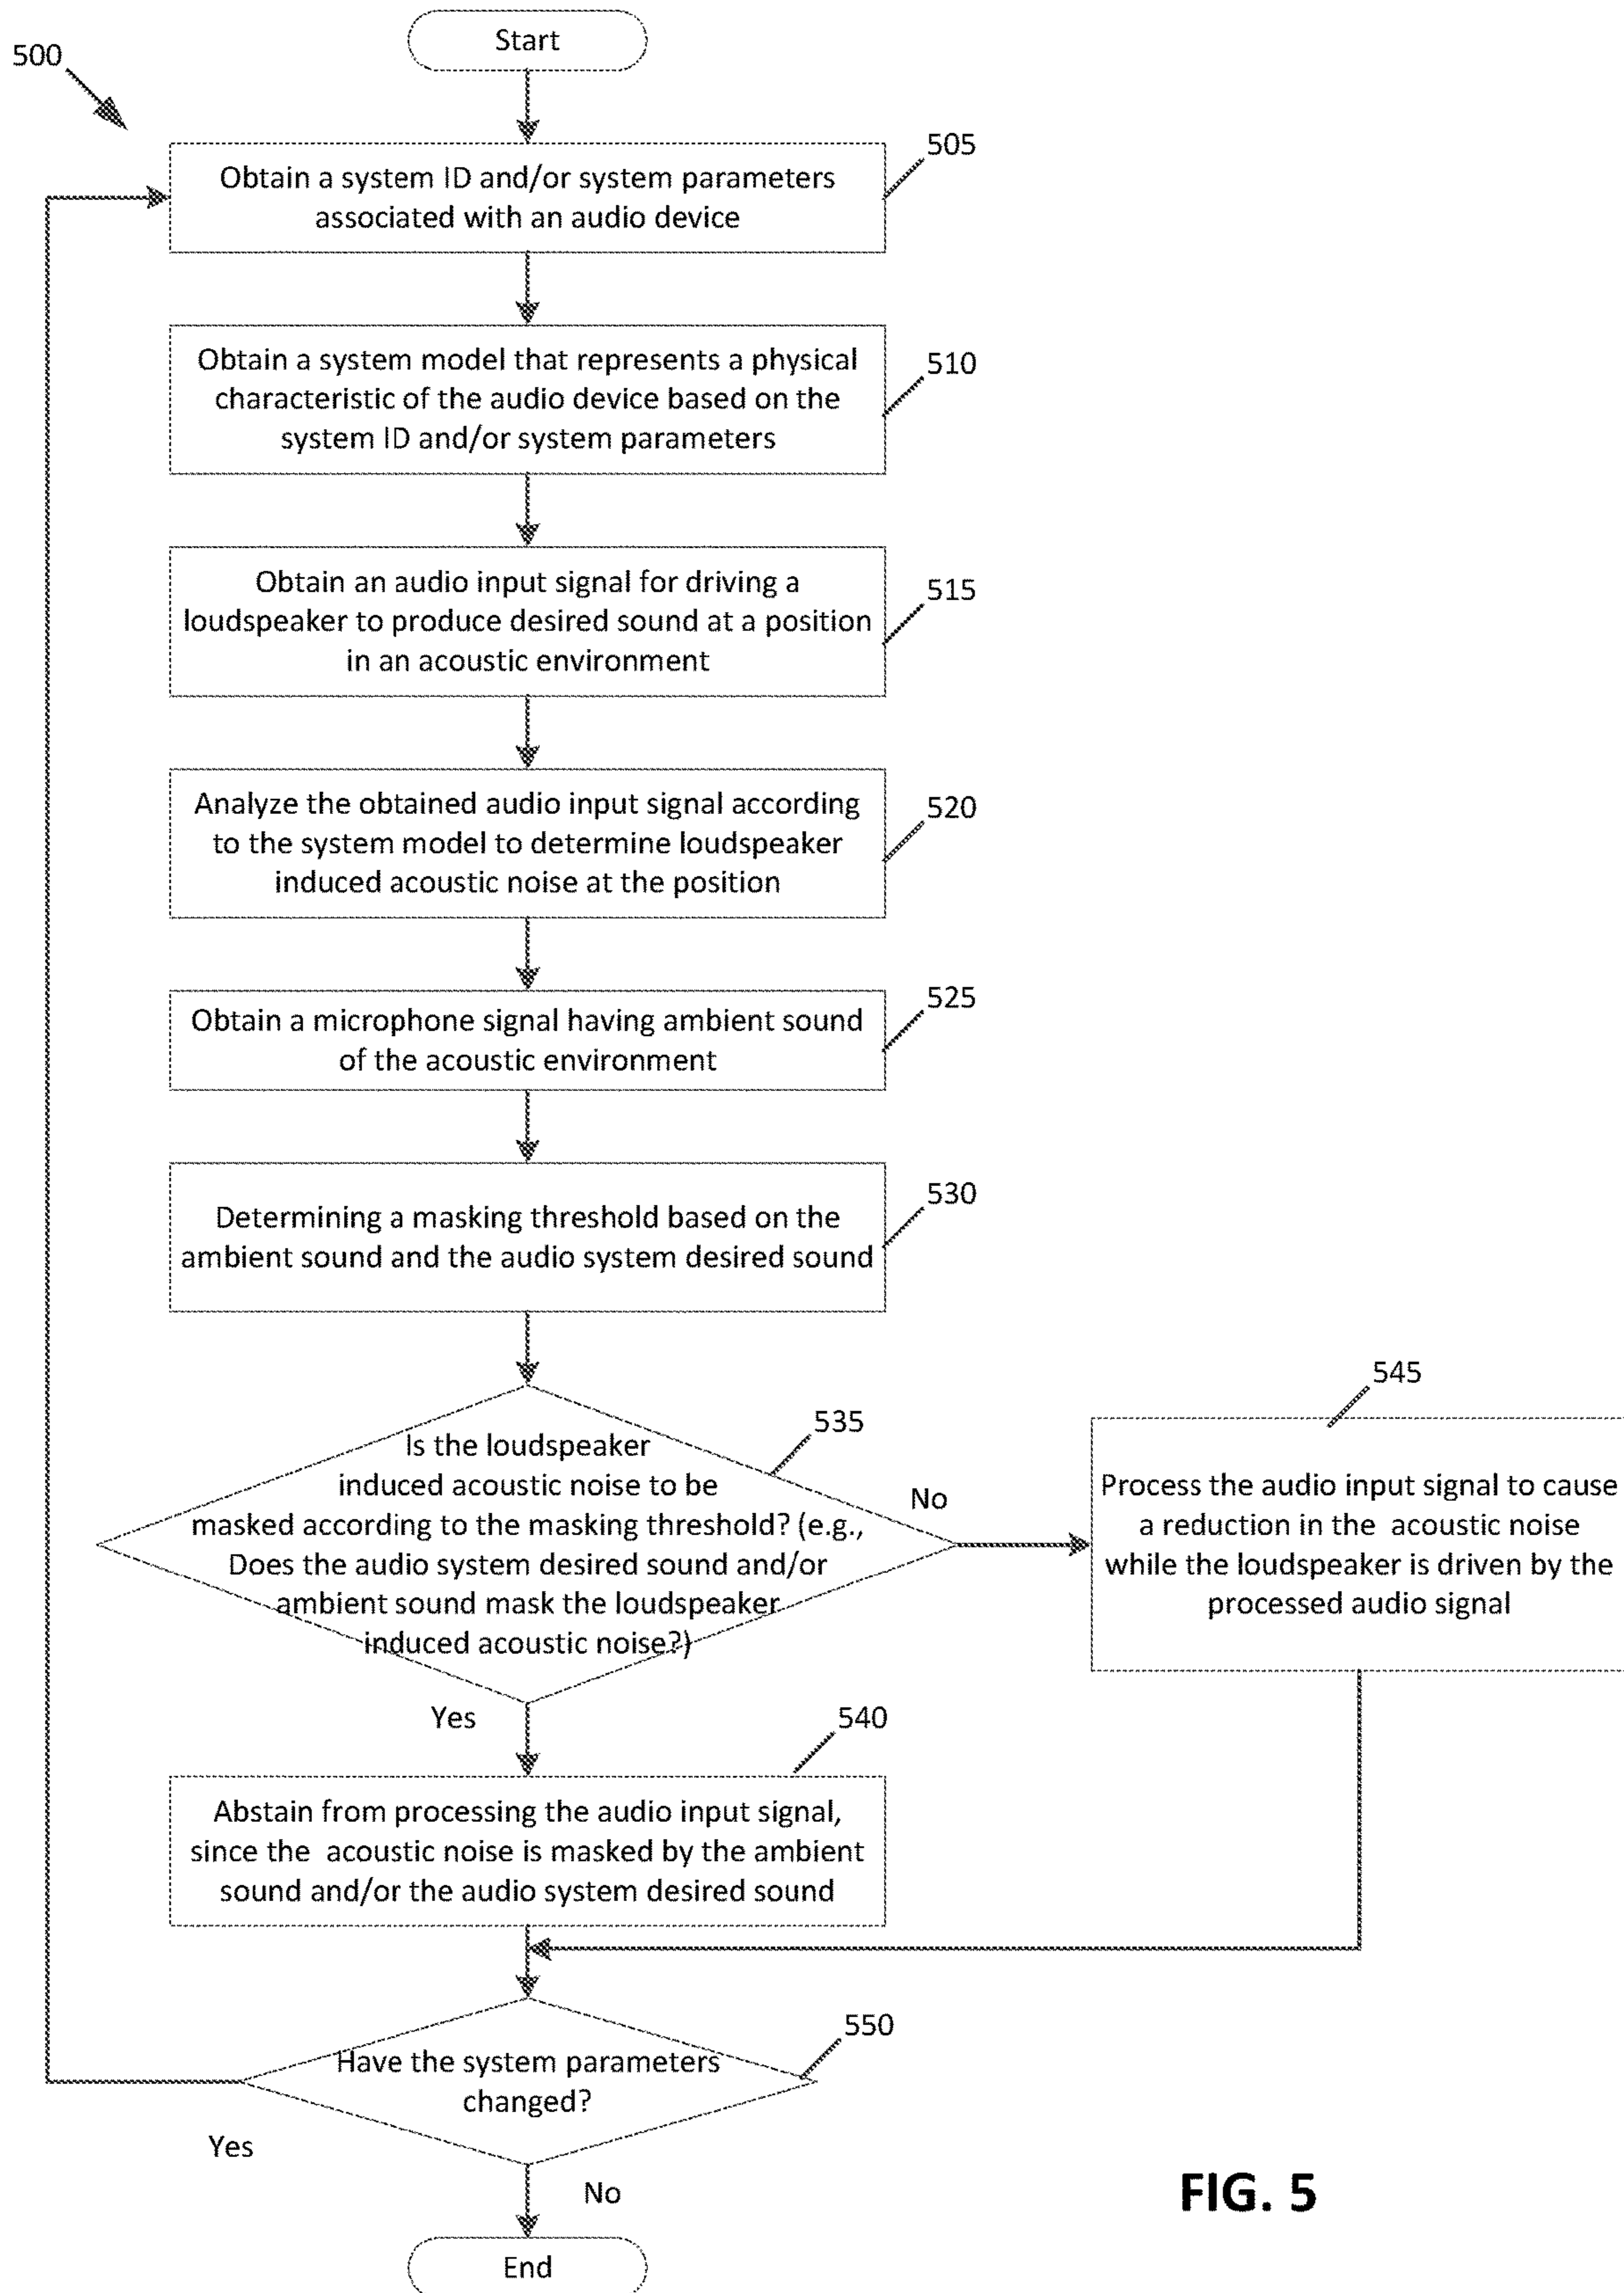 Start
500
505
Obtain a system ID and/or system parameters
associated with an audio device
510
Obtain a system model that represents a physical
characteristic of the audio device based on the
system ID and/or system parameters
515
Obtain an audio input signal for driving a
loudspeaker to produce desired sound at a position
in an acoustic environment
520
Analyze the obtained audio input signal according
to the system model to determine loudspeaker
induced acoustic noise at the position
525
Obtain a microphone signal having ambient sound
of the acoustic environment
530
Determining a masking threshold based on the
ambient sound and the audio system desired sound
535
Is the loudspeaker
induced acoustic noise to be
masked according to the masking threshold? (e.g.,
Does the audio system desired sound and/or
ambient sound mask the loudspeaker
induced acoustic noise?)
No
545
Process the audio input signal to cause
a reduction in the acoustic noise
while the loudspeaker is driven by the
processed audio signal
Yes
540
Abstain from processing the audio input signal,
since the acoustic noise is masked by the ambient
sound and/or the audio system desired sound
550
Have the system parameters
changed?
Yes
No
End
FIG. 5